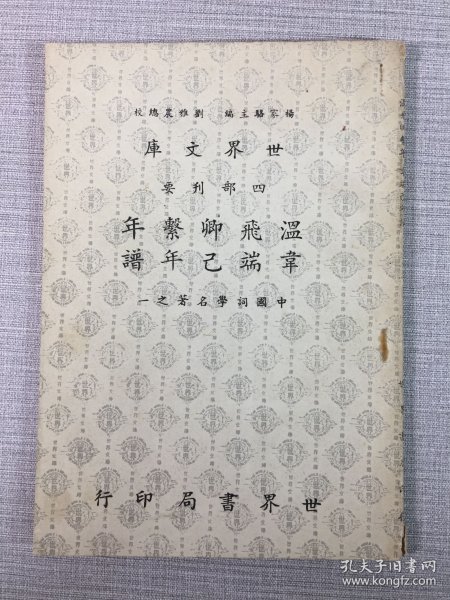 楊家駱主編 劉雅農總校
世界文庫
四部刊要
溫飛卿繫年
韋端己年譜
中國詞學名著之一
世界書局印行
孔夫子旧书网
www.kongfz.com